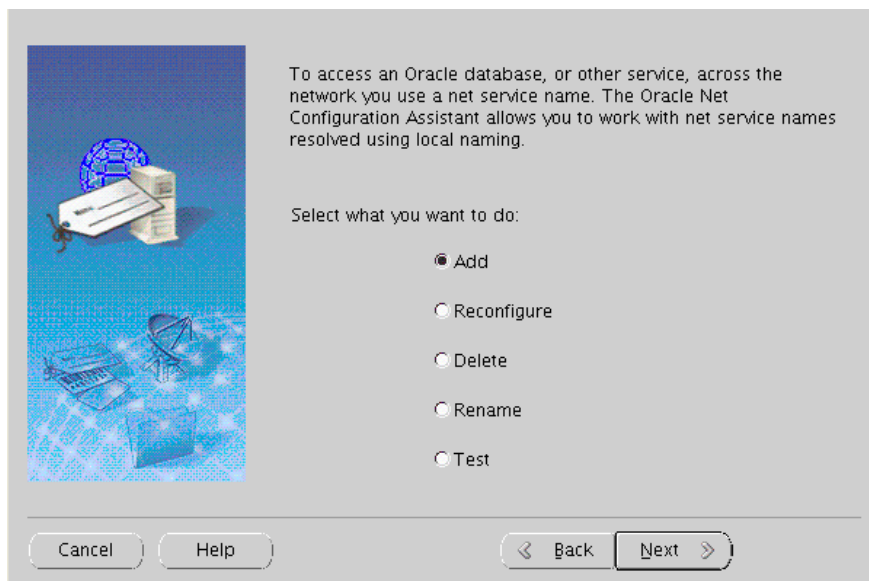 To access an Oracle database, or other service, across the
network you use a net service name. The Oracle Net
Configuration Assistant allows you to work with net service names
resolved using local naming.
Select what you want to do:
Add
Reconfigure
Delete
Rename
Test
Cancel
Help
Back
Next